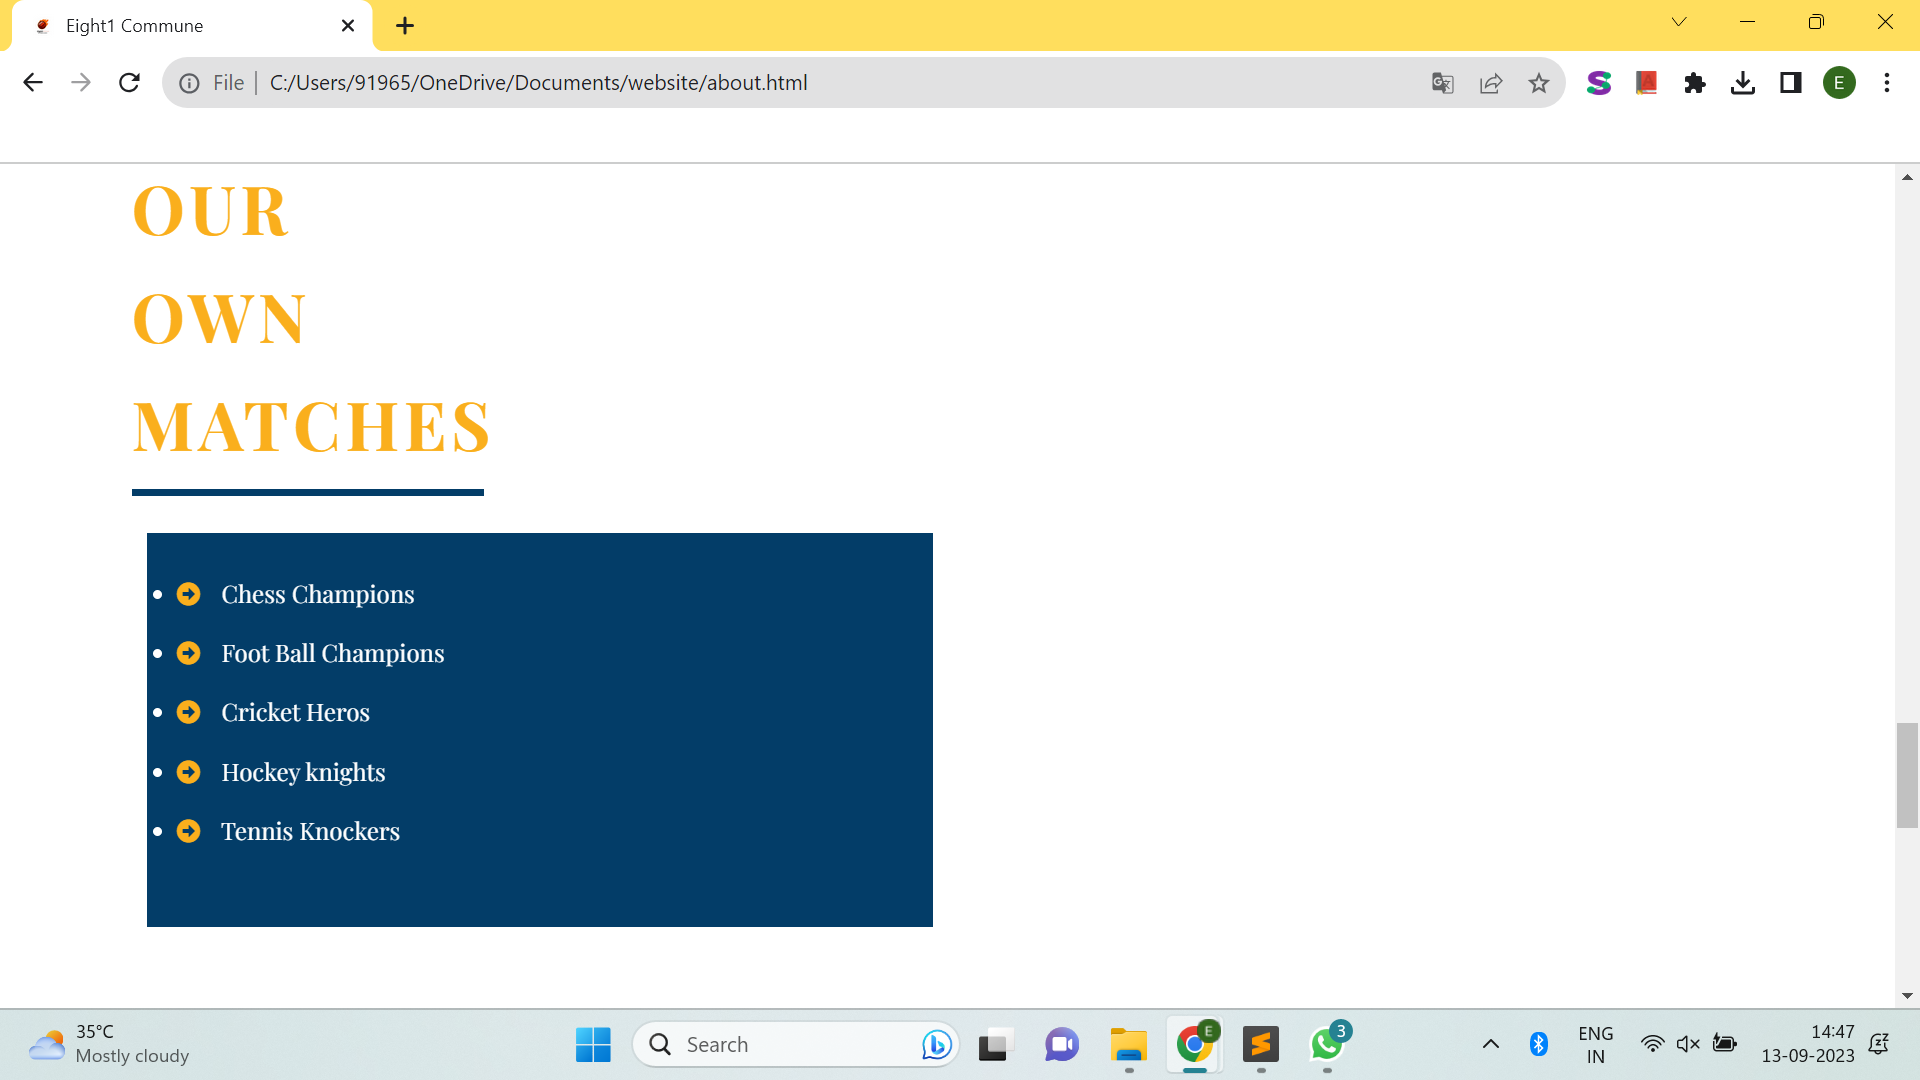 Eight1 Commune
File
C:/Users/91965/OneDrive/Documents/website/about.html
E
OUR
OWN
MATCHES
Chess Champions
Foot Ball Champions
Cricket Heros
Hockey knights
Tennis Knockers
35°C
Mostly cloudy
Search
E
3
ENG
IN
14:47
13-09-2023